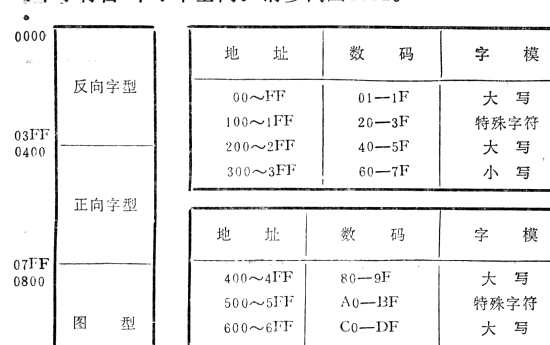 0000
反向字型
03FF
0400
正向字型
07FF
0800
图 型
地 址 数 码 字 模
00～FF 01—1F 大 写
100～1FF 20—3F 特殊字符
200～2FF 40—5F 大 写
300～3FF 60—7F 小 写
地 址 数 码 字 模
400～4FF 80—9F 大 写
500～5FF A0—BF 特殊字符
600～6FF C0—DF 大 写